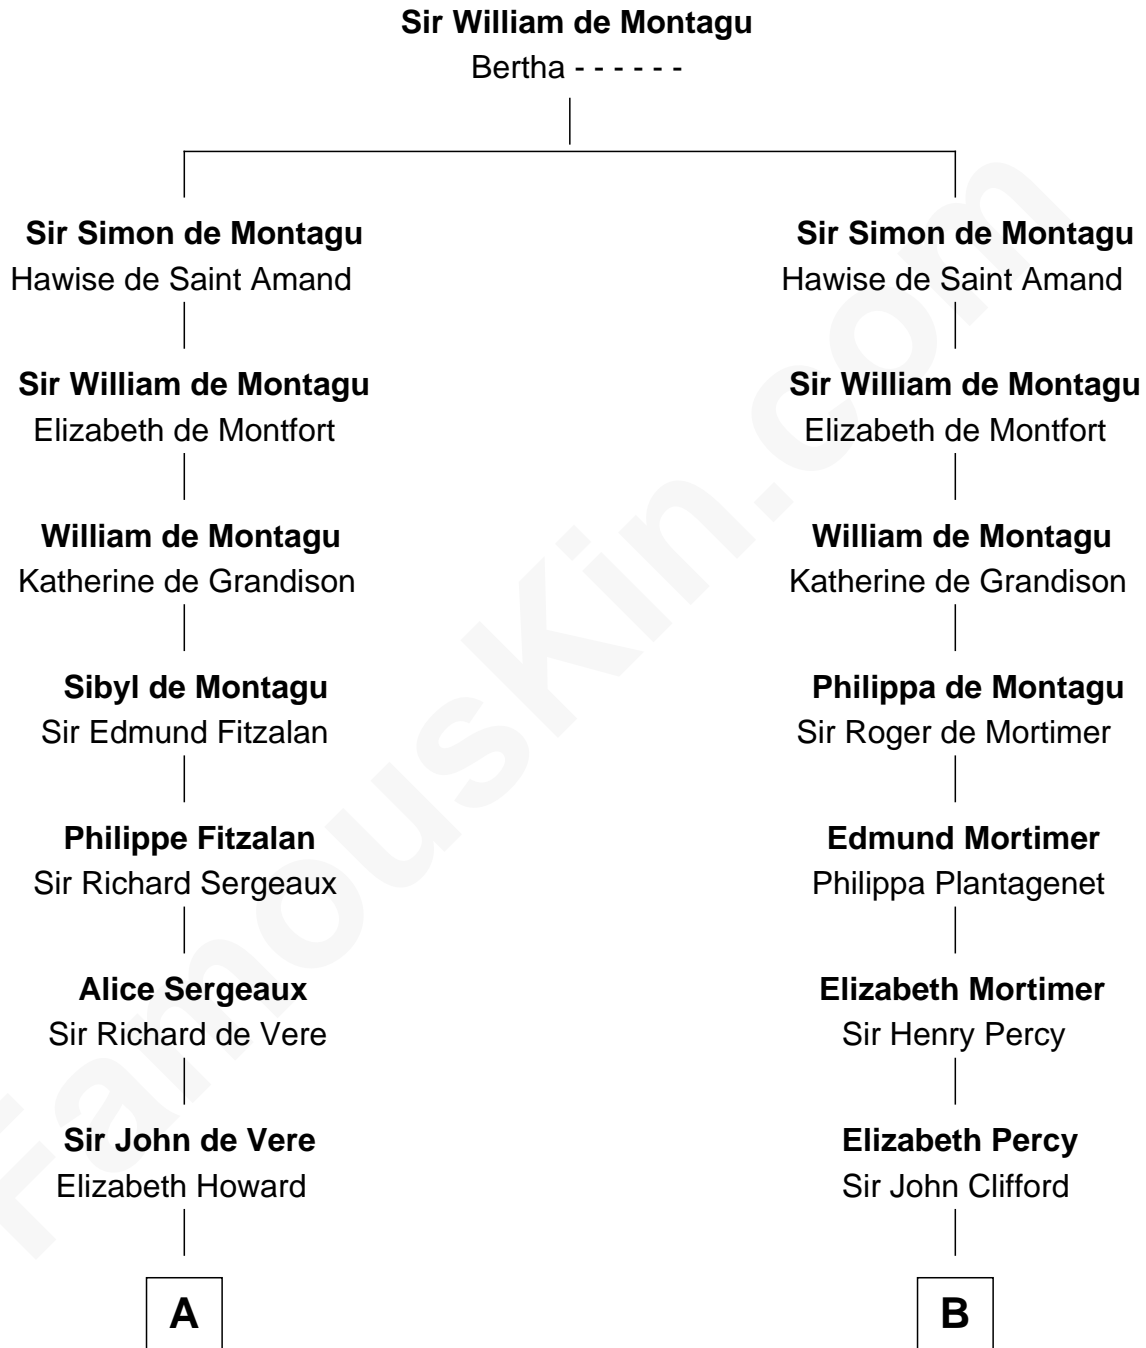 Sir William de Montagu
Bertha - - - - - -
Sir Simon de Montagu
Hawise de Saint Amand
Sir William de Montagu
Elizabeth de Montfort
William de Montagu
Katherine de Grandison
Sibyl de Montagu
Sir Edmund Fitzalan
Philippe Fitzalan
Sir Richard Sergeaux
Alice Sergeaux
Sir Richard de Vere
Sir John de Vere
Elizabeth Howard
A
Sir Simon de Montagu
Hawise de Saint Amand
Sir William de Montagu
Elizabeth de Montfort
William de Montagu
Katherine de Grandison
Philippa de Montagu
Sir Roger de Mortimer
Edmund Mortimer
Philippa Plantagenet
Elizabeth Mortimer
Sir Henry Percy
Elizabeth Percy
Sir John Clifford
B
FamousKin.com